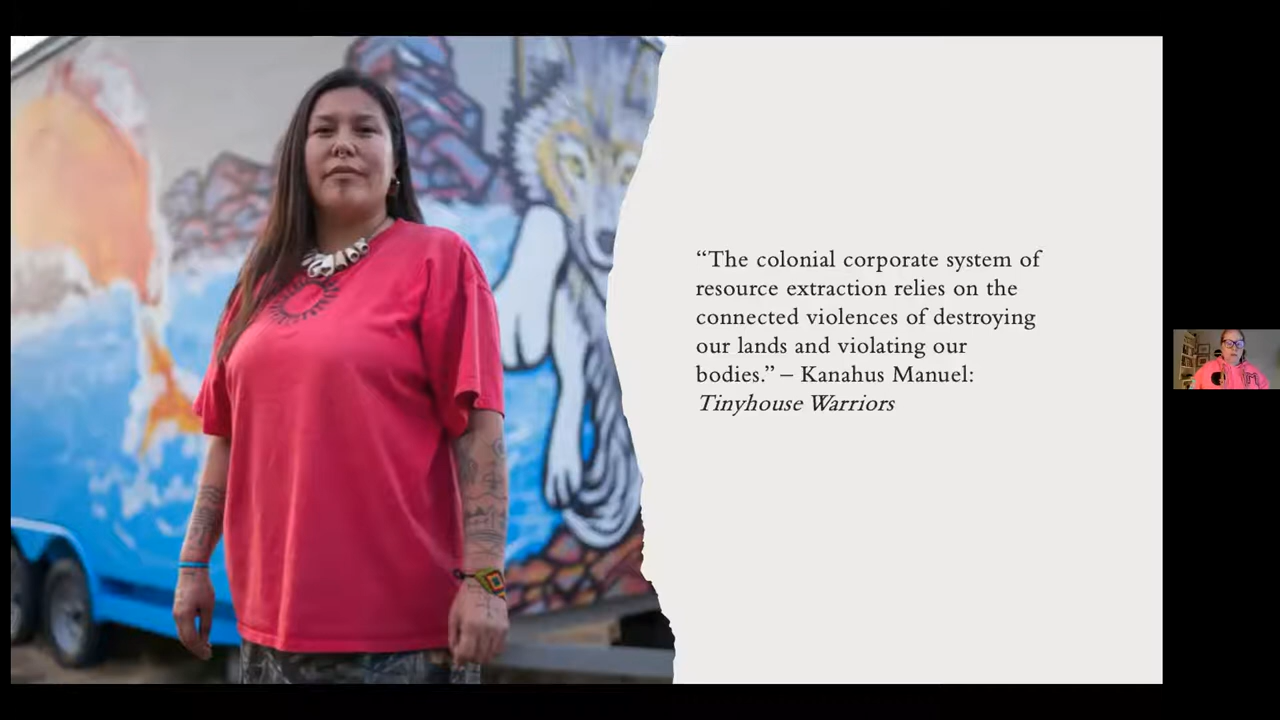 “The colonial corporate system of
resource extraction relies on the
connected violences of destroying
our lands and violating our
bodies.” – Kanahus Manuel:
Tinyhouse Warriors